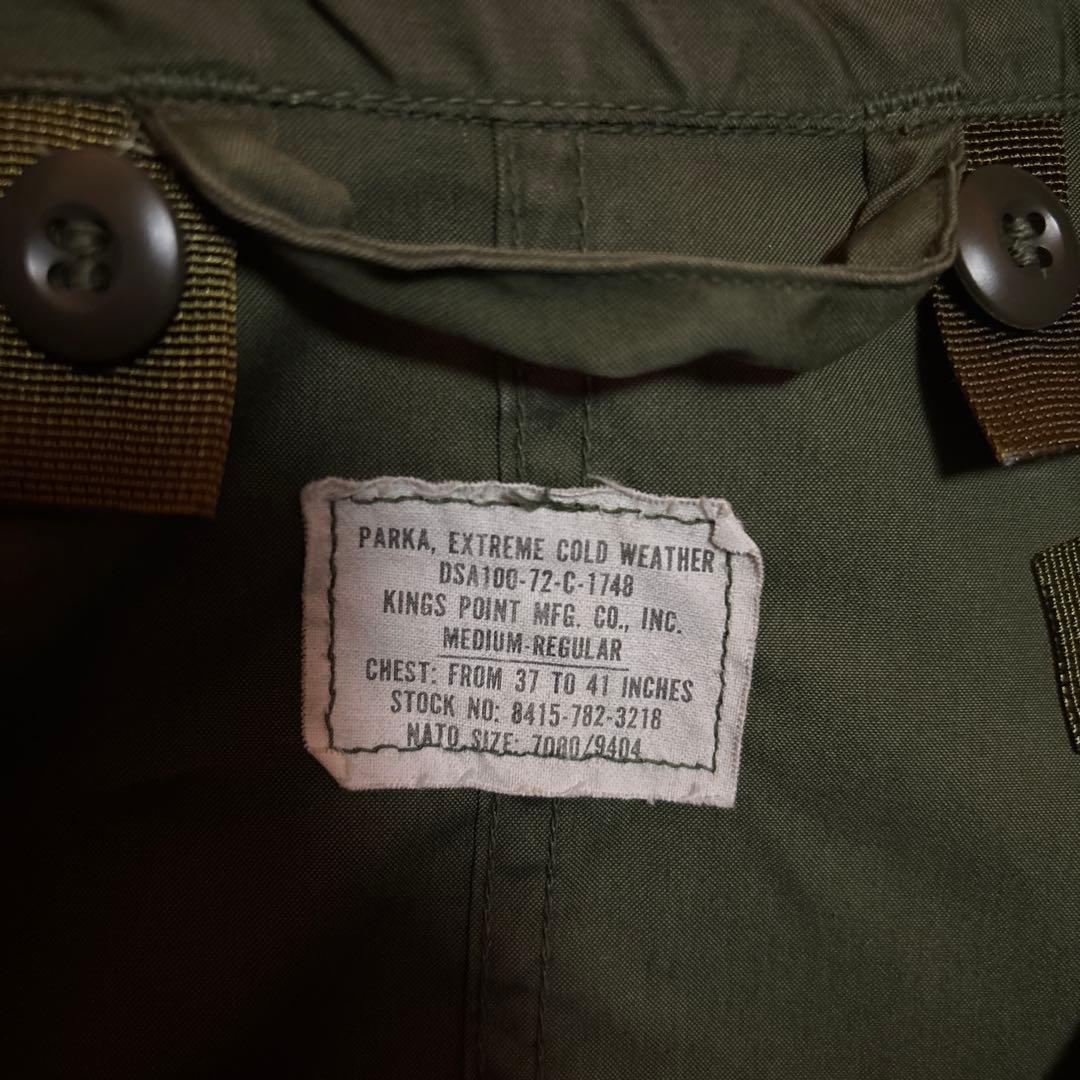 PARKA, EXTREME COLD WEATHER
DSA100-72-C-1748
KINGS POINT MFG. CO., INC.
MEDIUM-REGULAR
CHEST: FROM 37 TO 41 INCHES
STOCK NO: 8415-782-3218
NATO SIZE: 7080/9404